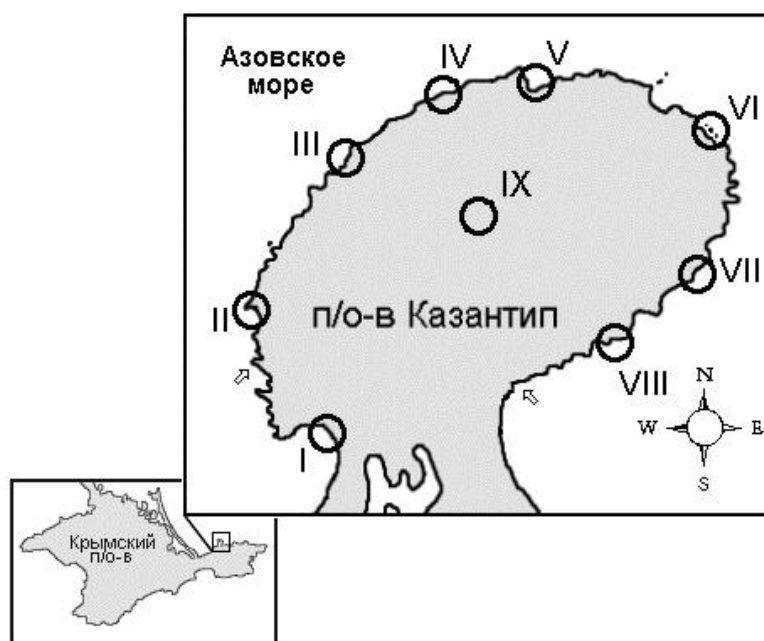 Азовское
море
IV
V
VI
III
IX
VII
II
п/о-в Казантип
VIII
I
N
W
E
S
Крымский
п/о-в